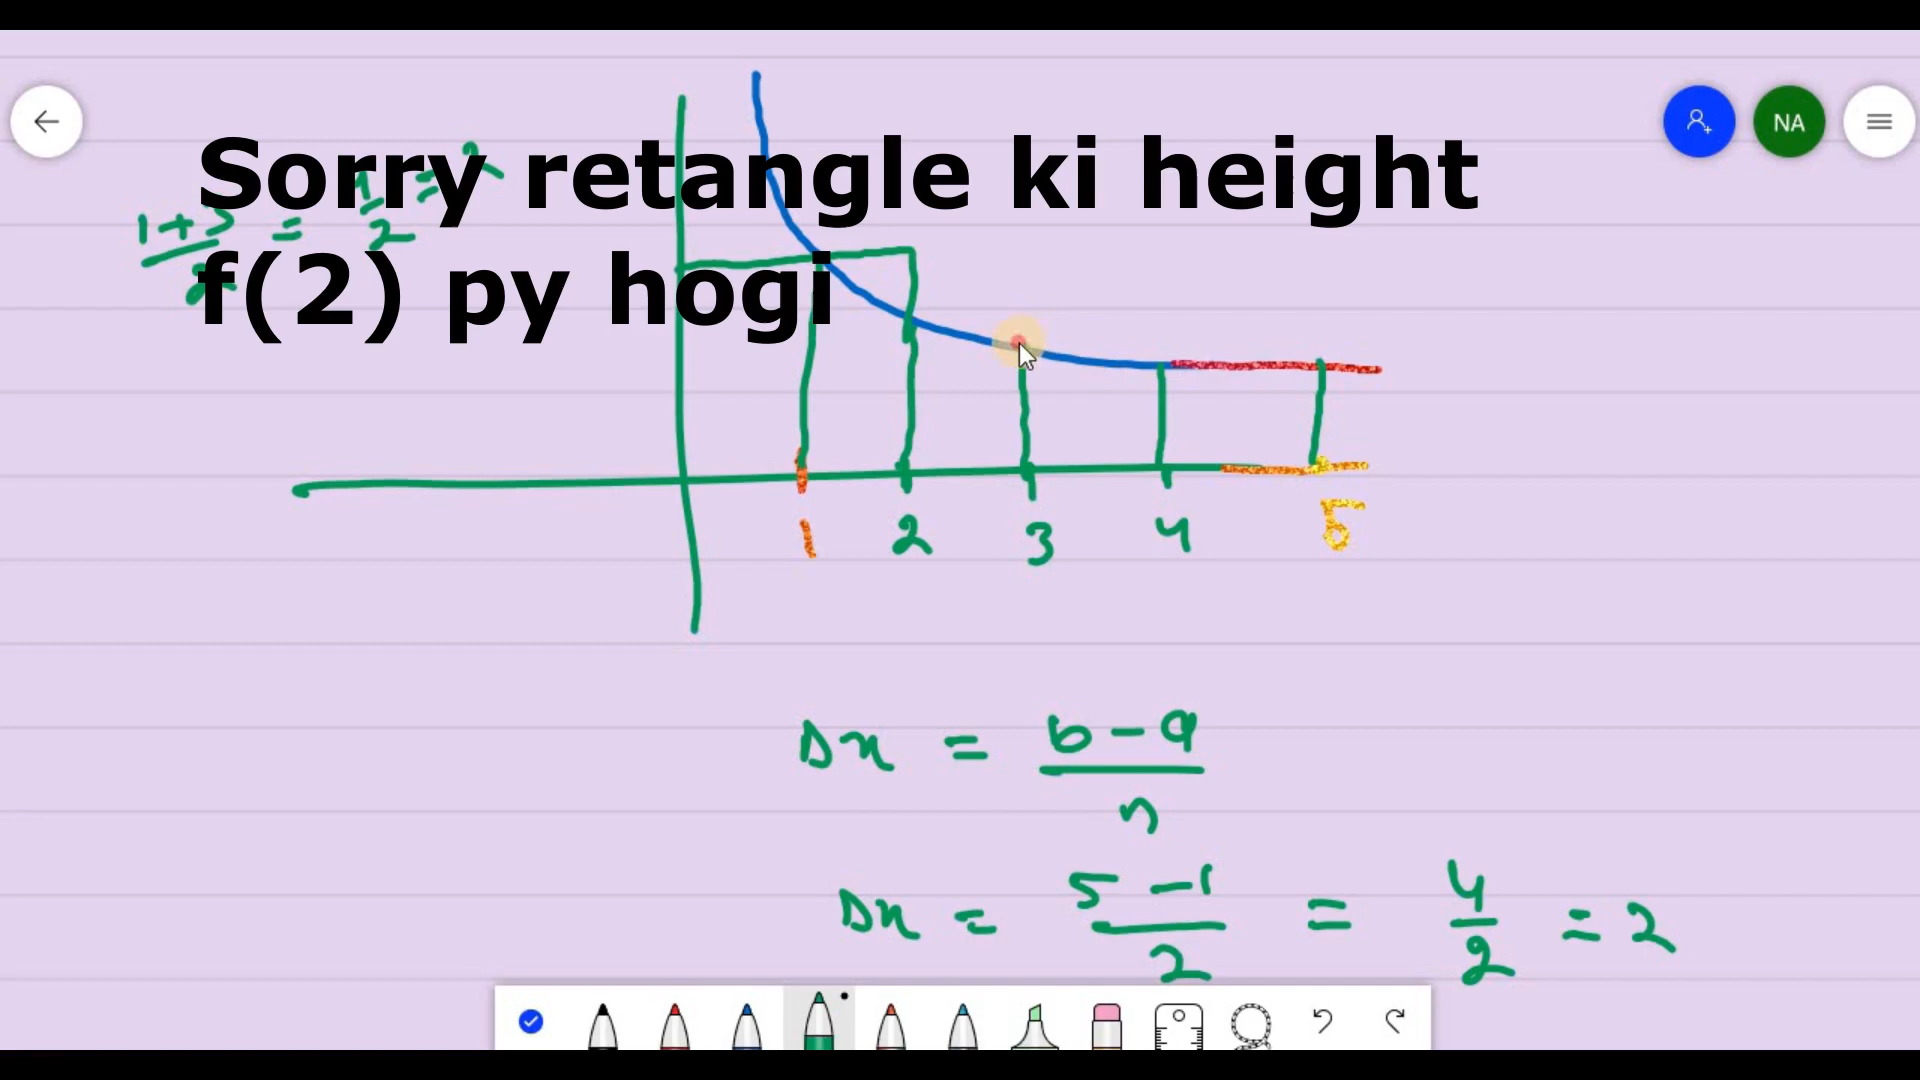 Sorry retangle ki height
f(2) py hogi
NA
1 2 3 4 5
Δx = b - a / n
Δx = 5 - 1 / 2 = 4 / 2 = 2